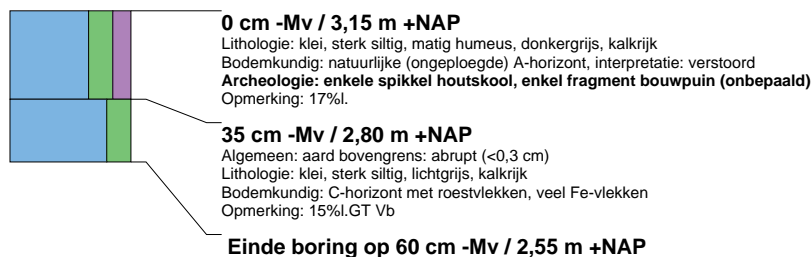 0 cm -Mv / 3,15 m +NAP
Lithologie: klei, sterk siltig, matig humeus, donkergrijs, kalkrijk
Bodemkundig: natuurlijke (ongeploegde) A-horizont, interpretatie: verstoord
Archeologie: enkele spikkel houtskool, enkel fragment bouwpuin (onbepaald)
Opmerking: 17%l.
35 cm -Mv / 2,80 m +NAP
Algemeen: aard bovengrens: abrupt (<0,3 cm)
Lithologie: klei, sterk siltig, lichtgrijs, kalkrijk
Bodemkundig: C-horizont met roestvlekken, veel Fe-vlekken
Opmerking: 15%l.GT Vb
Einde boring op 60 cm -Mv / 2,55 m +NAP